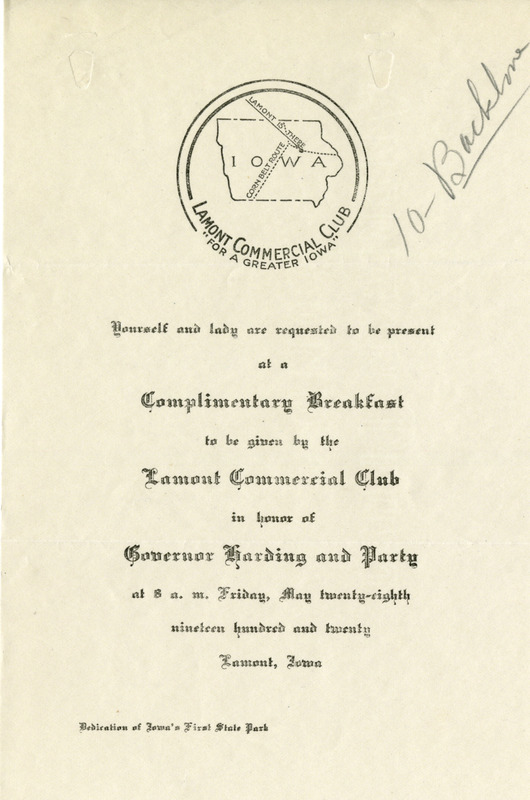 LAMONT IS THERE
IOWA
CORN BELT ROUTE
LAMONT COMMERCIAL CLUB
"FOR A GREATER IOWA"
10- Backbone
Yourself and lady are requested to be present
at a
Complimentary Breakfast
to be given by the
Lamont Commercial Club
in honor of
Governor Harding and Party
at 8 a. m. Friday, May twenty-eighth
nineteen hundred and twenty
Lamont, Iowa
Dedication of Iowa's First State Park